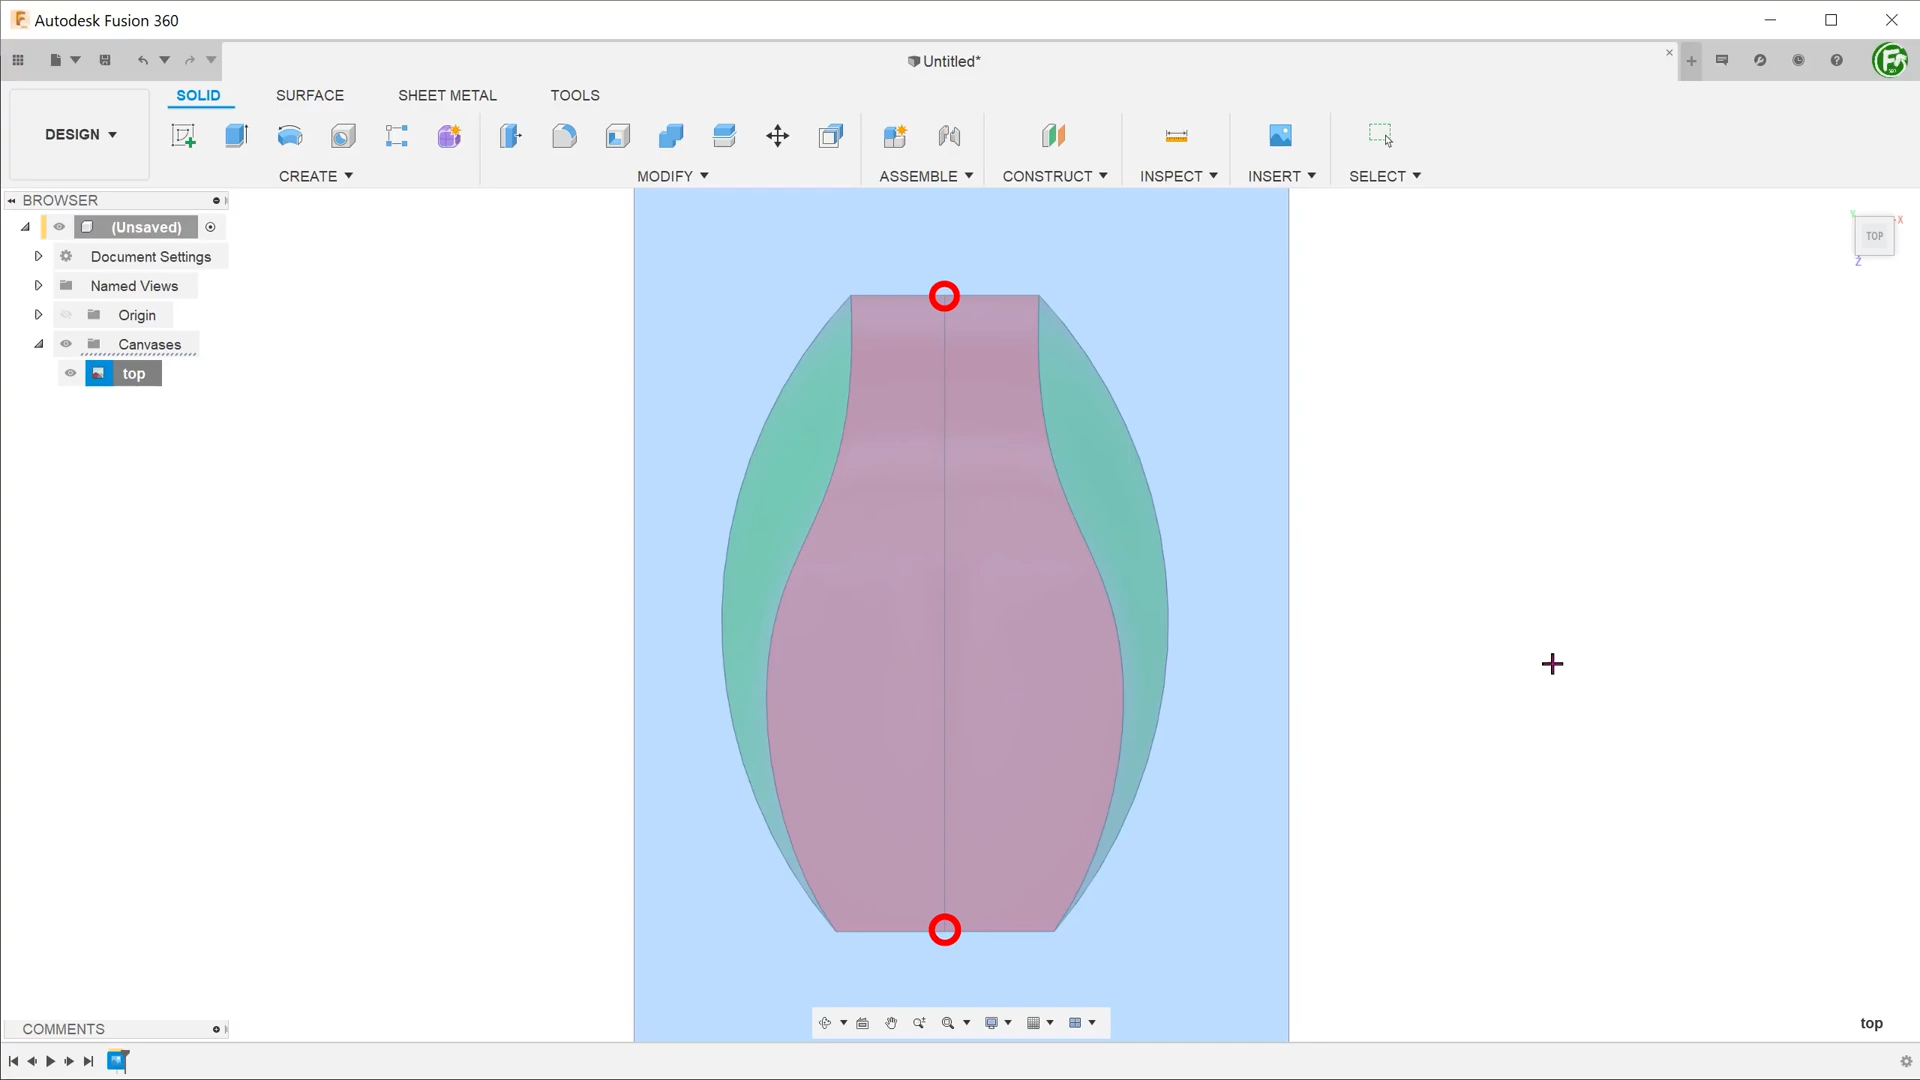 Autodesk Fusion 360
Untitled*
DESIGN
SOLID
SURFACE
SHEET METAL
TOOLS
CREATE
MODIFY
ASSEMBLE
CONSTRUCT
INSPECT
INSERT
SELECT
BROWSER
(Unsaved)
Document Settings
Named Views
Origin
Canvases
top
Y
X
TOP
Z
COMMENTS
top